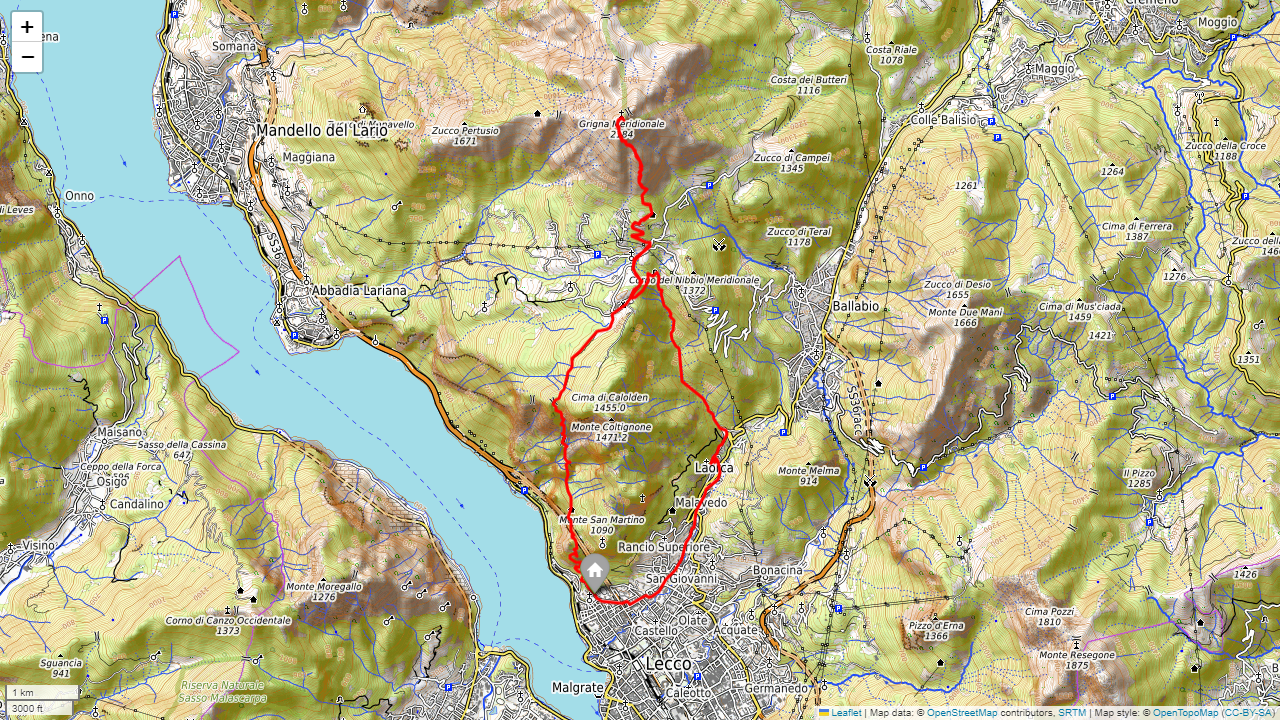 +
−
ena
Somana
Cremeno
Moggio
Costa Riale
1078
Maggio
Costa dei Butteri
1116
Grigna Meridionale
Mandello del Lario
Zucco Pertusio
1671
Colle Balisio
Zucco della Croce
1188
Maggiana
Zucco di Campei
1345
1264
1261
Onno
di Leves
Cima di Ferrera
1387
Zucco di Teral
1178
SS36
1276
Corno del Nibbio Meridionale
1372
Zucco di Desio
1655
Abbadia Lariana
Ballabio
Monte Due Mani
1666
Cima di Mus'ciada
1459
1421
1351
Cima di Calolden
1455.0
SS36racc
Monte Coltignone
1471.2
Maisano
Sasso della Cassina
647
Ceppo della Forca
Osigo
Laorca
Monte Melma
914
Il Pizzo
1285
Candalino
Malavedo
Monte San Martino
1090
Visino
Rancio Superiore
Bonacina
San Giovanni
1426
Monte Moregallo
1276
Cima Pozzi
1810
Corno di Canzo Occidentale
1373
Olate
Castello
Acquate
Pizzo d'Erna
1366
Monte Resegone
1875
Lecco
Sguancia
941
Riserva Naturale
Sasso Malascarpa
Malgrate
Caleotto
Germanedo
1 km
3000 ft
Leaflet | Map data: © OpenStreetMap contributors, SRTM | Map style: © OpenTopoMap (CC-BY-SA)